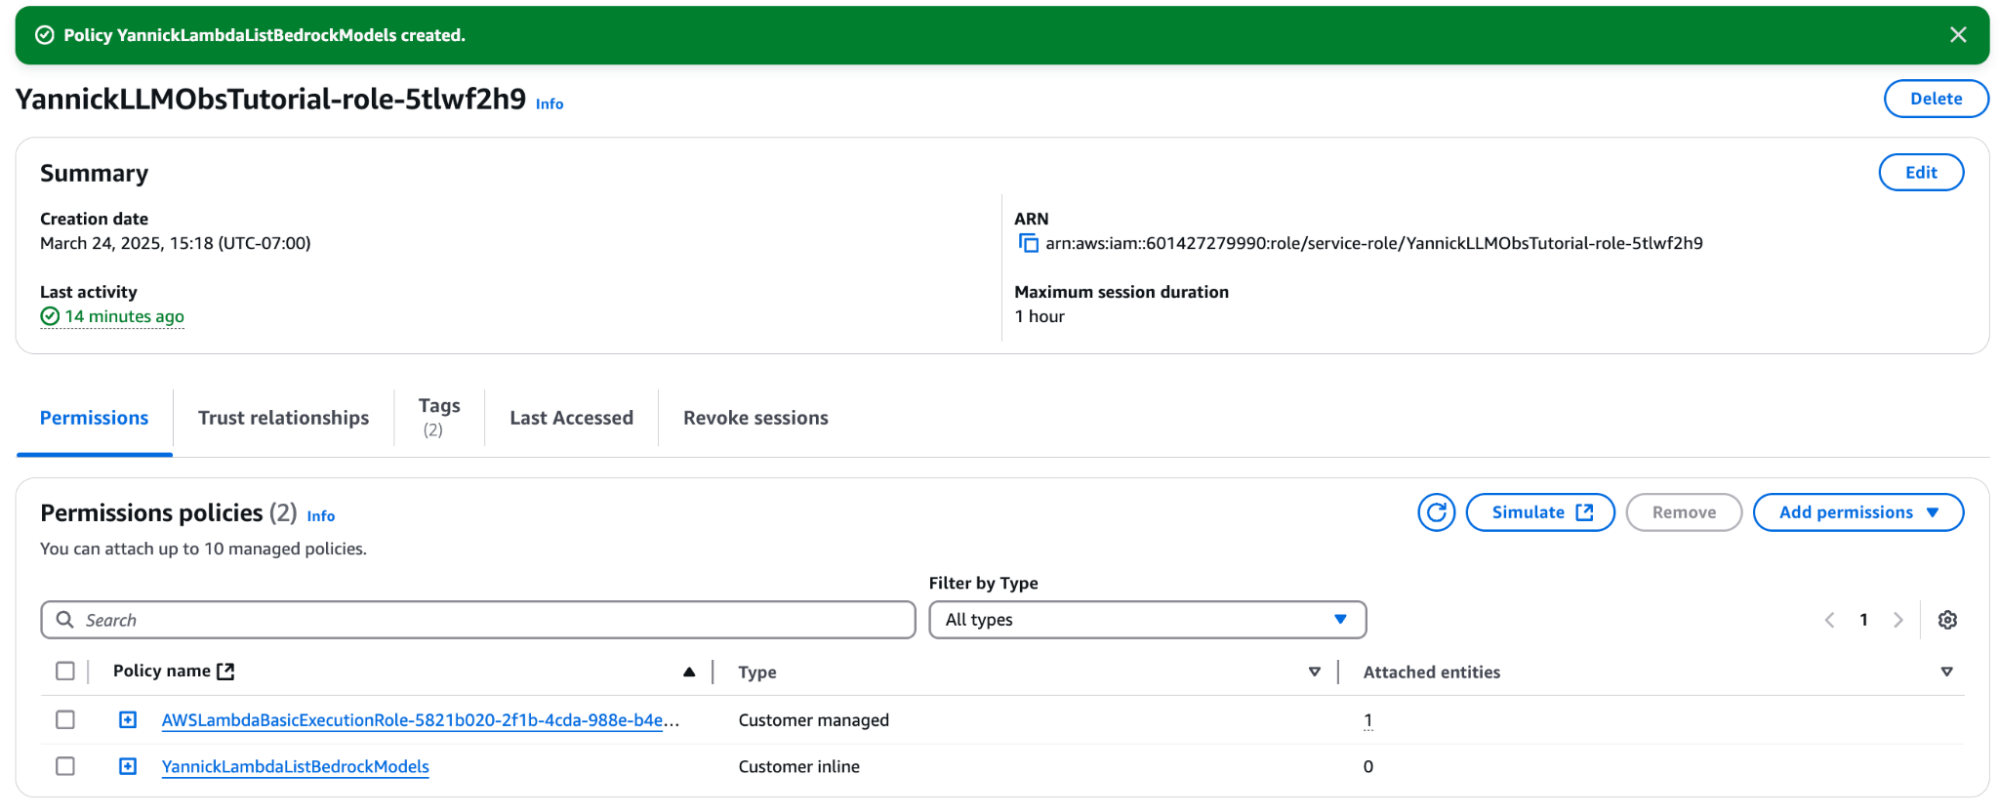 Policy YannickLambdaListBedrockModels created.
YannickLLMObsTutorial-role-5tlwf2h9 Info
Delete
Summary
Edit
Creation date
March 24, 2025, 15:18 (UTC-07:00)
ARN
arn:aws:iam::601427279990:role/service-role/YannickLLMObsTutorial-role-5tlwf2h9
Last activity
14 minutes ago
Maximum session duration
1 hour
Permissions
Trust relationships
Tags
(2)
Last Accessed
Revoke sessions
Permissions policies (2) Info
Simulate
Remove
Add permissions
You can attach up to 10 managed policies.
Filter by Type
Search
All types
1
Policy name
Type
Attached entities
AWSLambdaBasicExecutionRole-5821b020-2f1b-4cda-988e-b4e...
Customer managed
1
YannickLambdaListBedrockModels
Customer inline
0